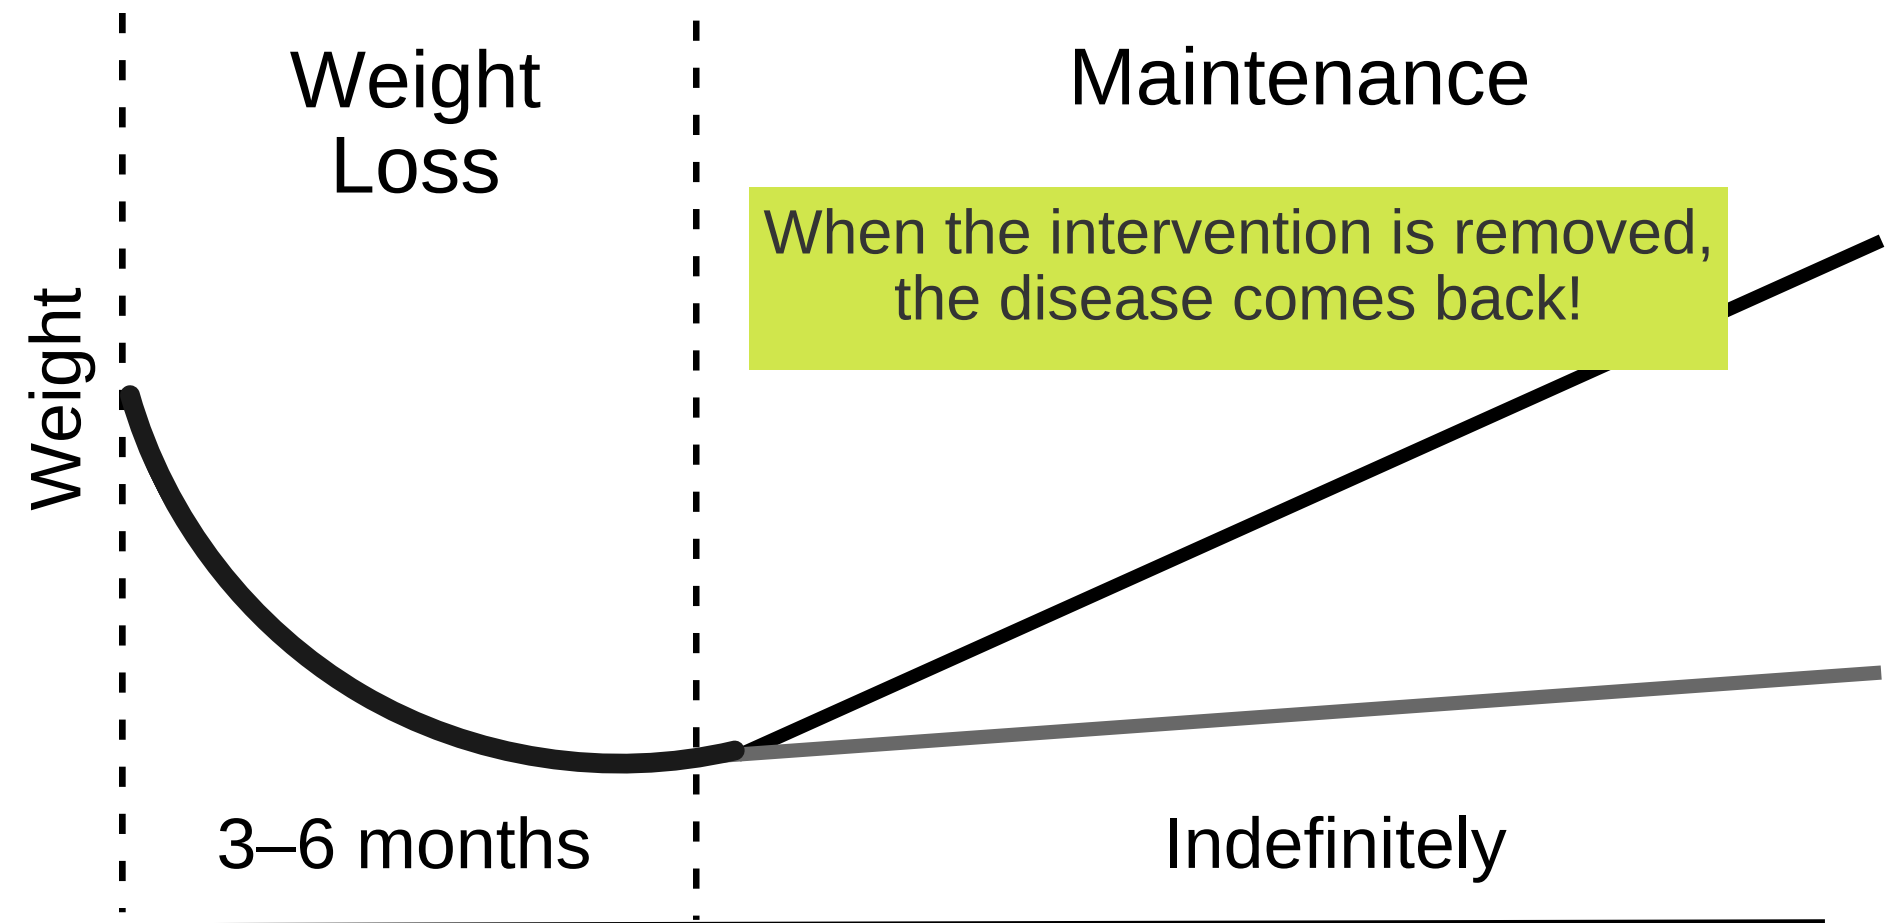 Weight
Loss
Maintenance
When the intervention is removed,
the disease comes back!
Weight
3–6 months
Indefinitely